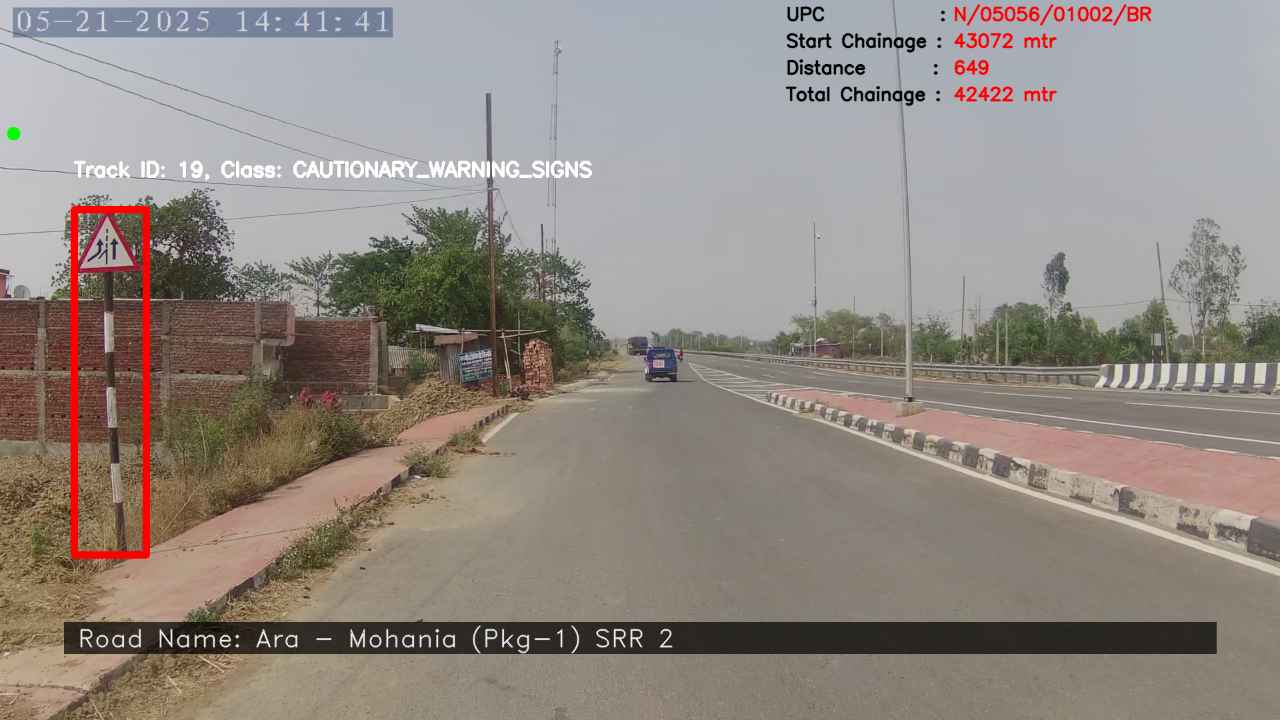 05-21-2025 14:41:41
UPC : N/05056/01002/BR
Start Chainage : 43072 mtr
Distance : 649
Total Chainage : 42422 mtr
Track ID: 19, Class: CAUTIONARY_WARNING_SIGNS
Road Name: Ara - Mohania (Pkg-1) SRR 2